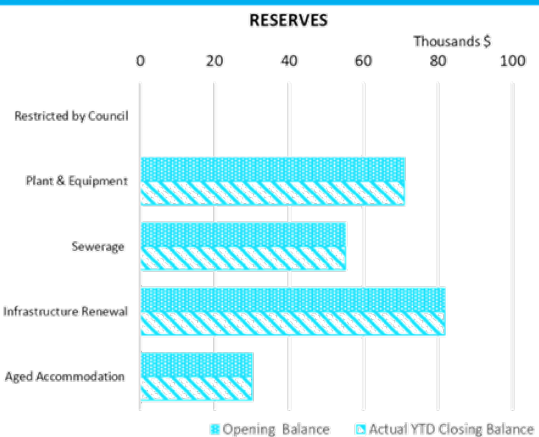 RESERVES
Thousands $
0 20 40 60 80 100
Restricted by Council
Plant & Equipment
Sewerage
Infrastructure Renewal
Aged Accommodation
Opening Balance Actual YTD Closing Balance